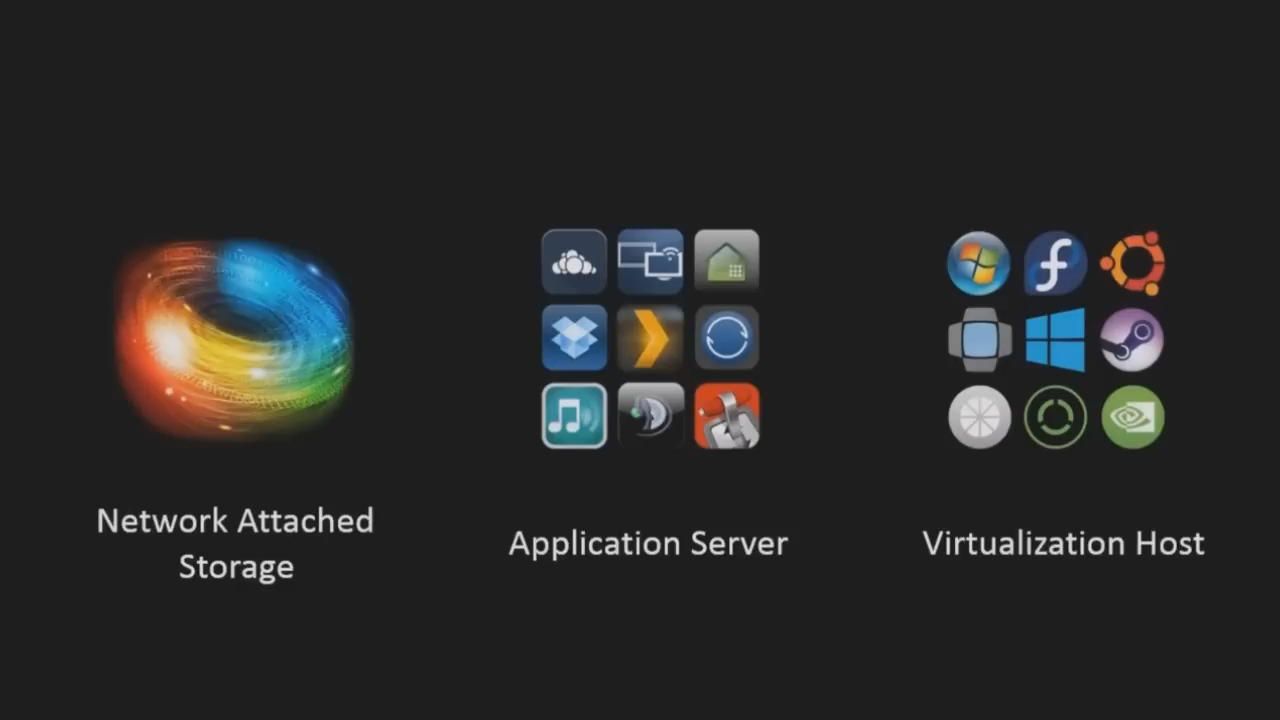 Network Attached
Storage
Application Server
Virtualization Host